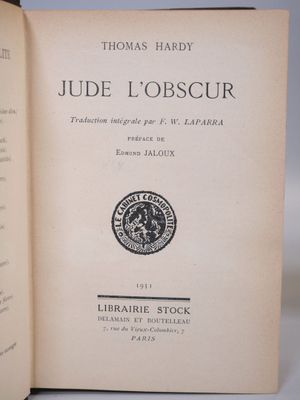 THOMAS HARDY
JUDE L'OBSCUR
Traduction intégrale par F. W. LAPARRA
PRÉFACE DE
EDMOND JALOUX
LE CABINET COSMOPOLITE
1931
LIBRAIRIE STOCK
DELAMAIN ET BOUTELLEAU
7, rue du Vieux-Colombier, 7
PARIS